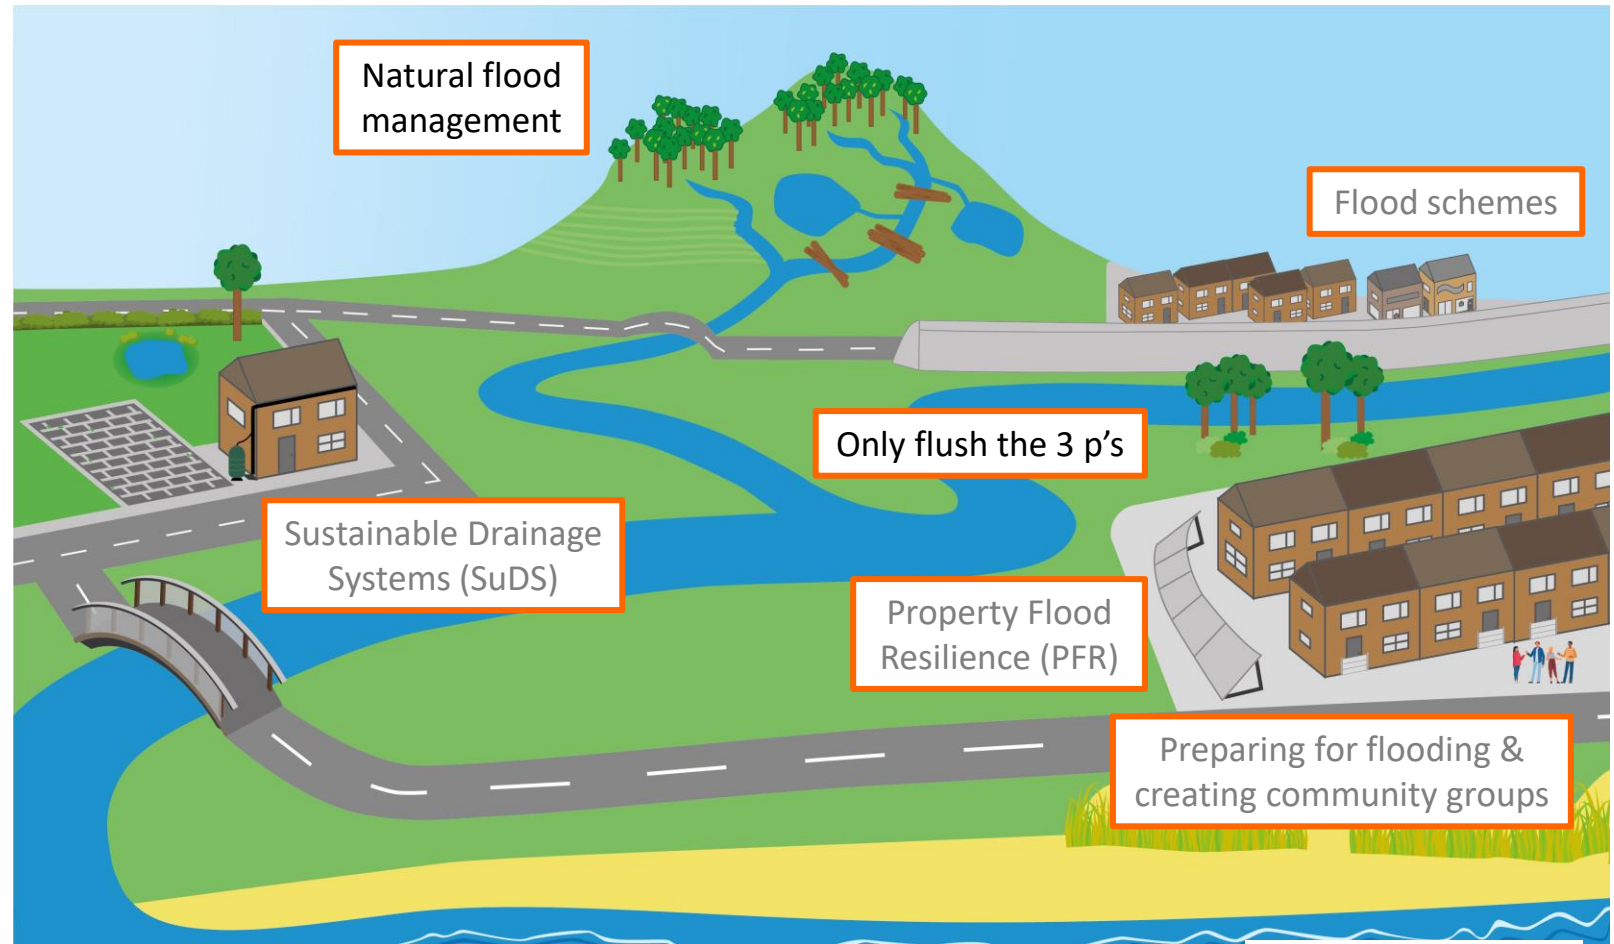 Natural flood
management
Flood schemes
Only flush the 3 p’s
Sustainable Drainage
Systems (SuDS)
Property Flood
Resilience (PFR)
Preparing for flooding &
creating community groups